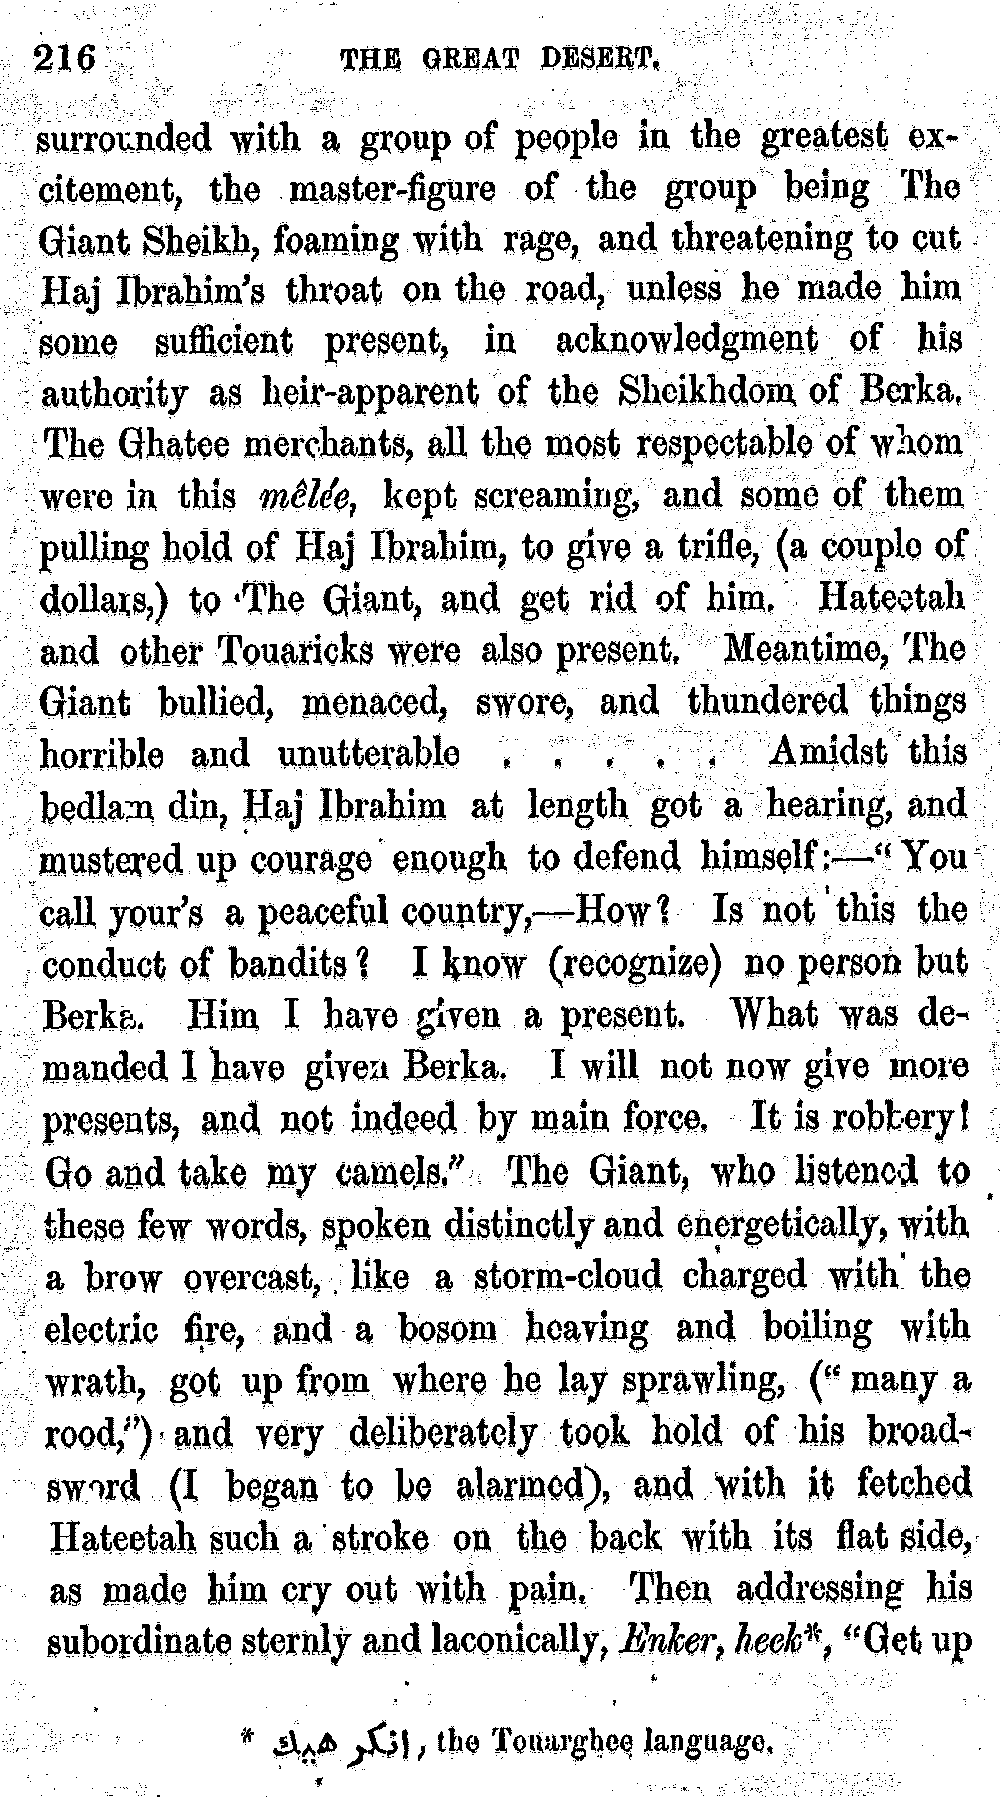 216 THE GREAT DESERT.
surrounded with a group of people in the greatest ex-
citement, the master-figure of the group being The
Giant Sheikh, foaming with rage, and threatening to cut
Haj Ibrahim's throat on the road, unless he made him
some sufficient present, in acknowledgment of his
authority as heir-apparent of the Sheikhdom of Berka.
The Ghatee merchants, all the most respectable of whom
were in this mêlée, kept screaming, and some of them
pulling hold of Haj Ibrahim, to give a trifle, (a couple of
dollars,) to The Giant, and get rid of him. Hateetah
and other Touaricks were also present. Meantime, The
Giant bullied, menaced, swore, and thundered things
horrible and unutterable . . . . . Amidst this
bedlam din, Haj Ibrahim at length got a hearing, and
mustered up courage enough to defend himself:—"You
call your's a peaceful country,—How? Is not this the
conduct of bandits? I know (recognize) no person but
Berka. Him I have given a present. What was de-
manded I have given Berka. I will not now give more
presents, and not indeed by main force. It is robbery!
Go and take my camels." The Giant, who listened to
these few words, spoken distinctly and energetically, with
a brow overcast, like a storm-cloud charged with the
electric fire, and a bosom heaving and boiling with
wrath, got up from where he lay sprawling, ("many a
rood,") and very deliberately took hold of his broad-
sword (I began to be alarmed), and with it fetched
Hateetah such a stroke on the back with its flat side,
as made him cry out with pain. Then addressing his
subordinate sternly and laconically, Enker, heek*, "Get up
* انكر هيك, the Touarghee language.